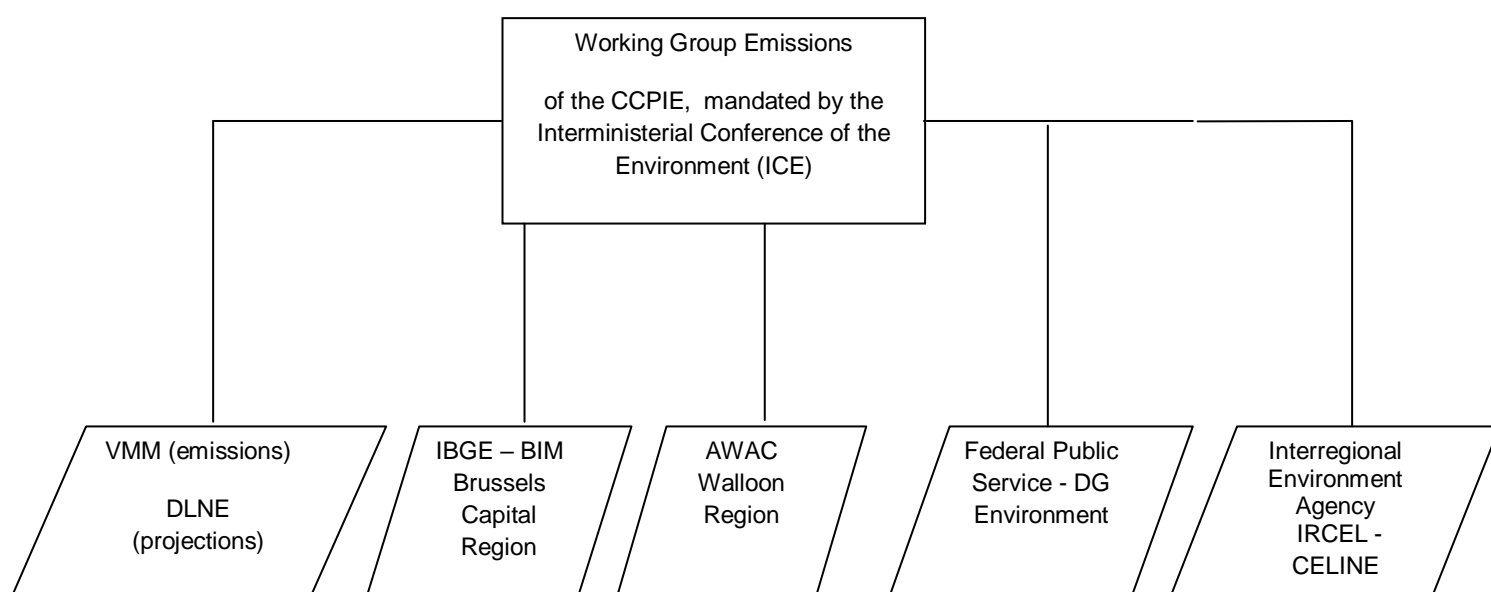 Working Group Emissions
of the CCPIE, mandated by the
Interministerial Conference of the
Environment (ICE)
VMM (emissions)
DLNE
(projections)
IBGE – BIM
Brussels
Capital
Region
AWAC
Walloon
Region
Federal Public
Service - DG
Environment
Interregional
Environment
Agency
IRCEL -
CELINE